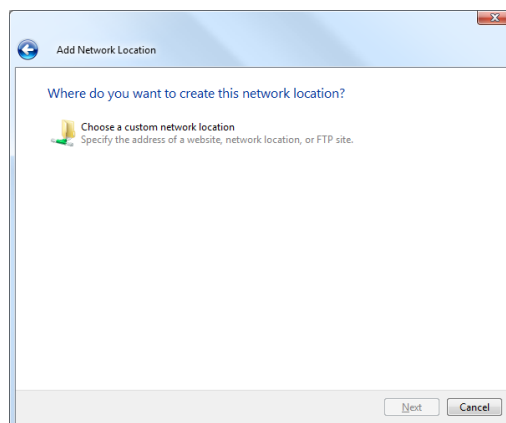 Add Network Location
Where do you want to create this network location?
Choose a custom network location
Specify the address of a website, network location, or FTP site.
Next
Cancel